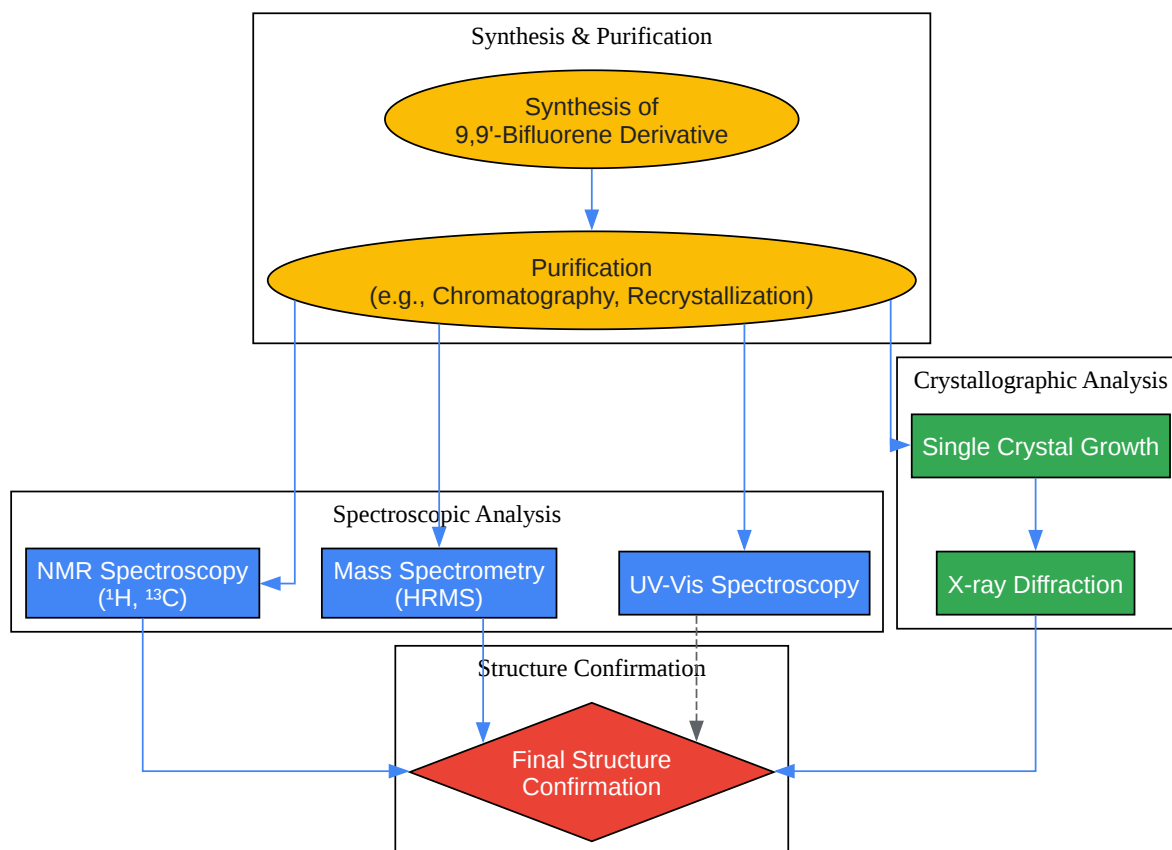 Synthesis & Purification
Synthesis of
9,9'-Bifluorene Derivative
Purification
(e.g., Chromatography, Recrystallization)
Crystallographic Analysis
Single Crystal Growth
Spectroscopic Analysis
NMR Spectroscopy
(¹H, ¹³C)
Mass Spectrometry
(HRMS)
UV-Vis Spectroscopy
X-ray Diffraction
Structure Confirmation
Final Structure
Confirmation